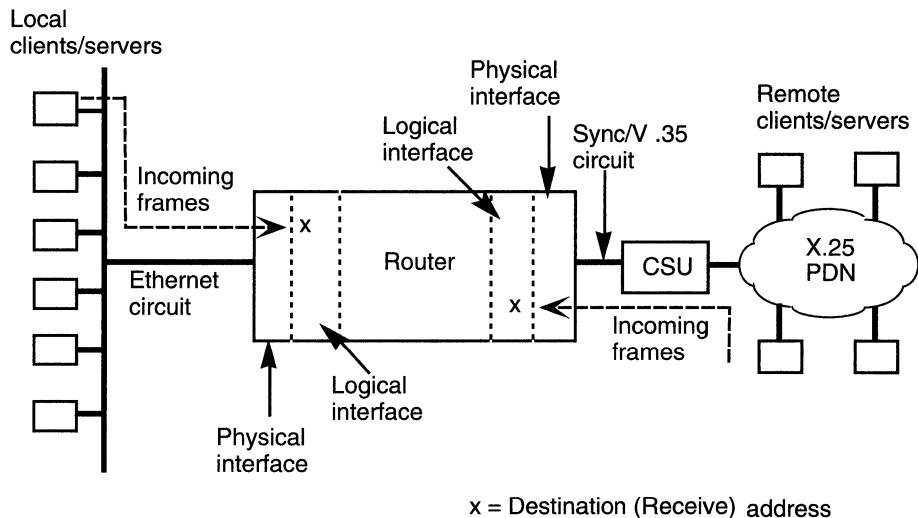 Local
clients/servers
Physical
interface
Logical
interface
Sync/V .35
circuit
Remote
clients/servers
Incoming
frames
x
Router
CSU
X.25
PDN
Ethernet
circuit
x
Incoming
frames
Logical
interface
Physical
interface
x = Destination (Receive) address